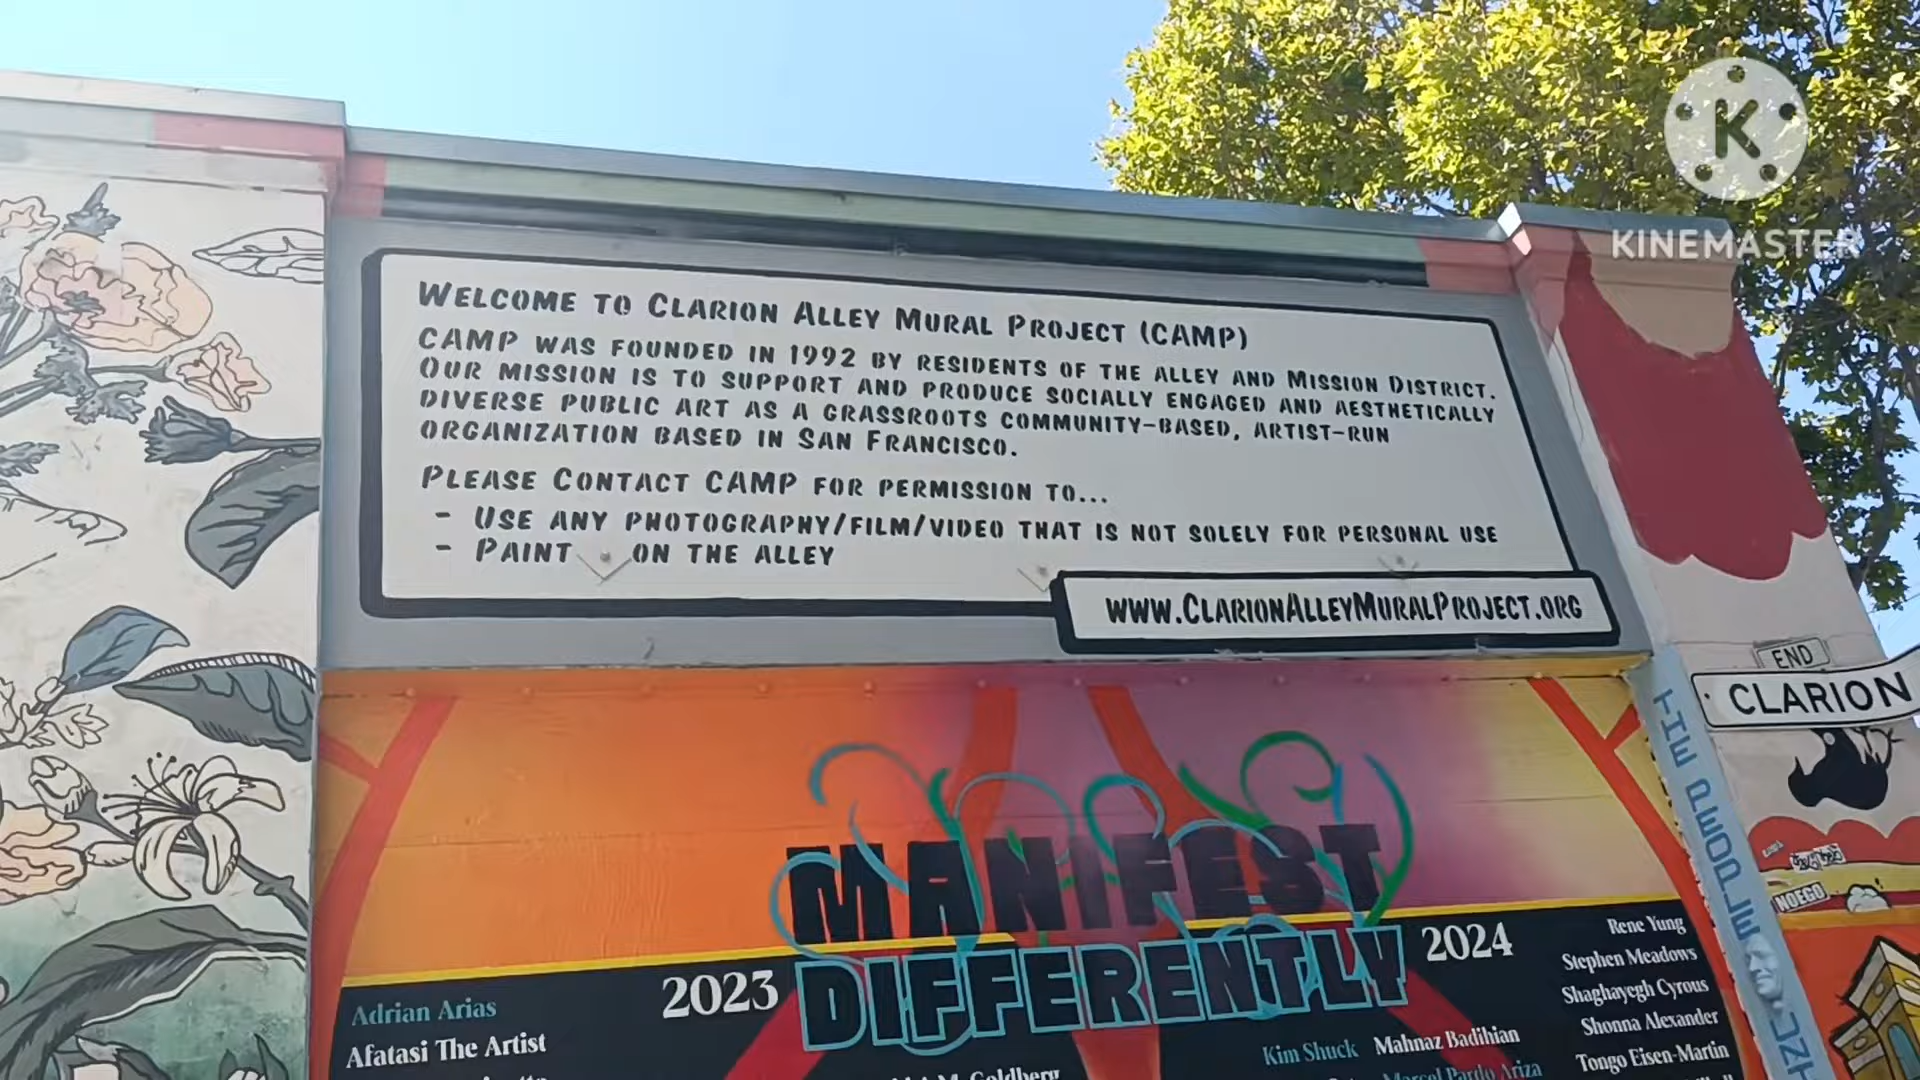 WELCOME TO CLARION ALLEY MURAL PROJECT (CAMP)
CAMP WAS FOUNDED IN 1992 BY RESIDENTS OF THE ALLEY AND MISSION DISTRICT.
OUR MISSION IS TO SUPPORT AND PRODUCE SOCIALLY ENGAGED AND AESTHETICALLY
DIVERSE PUBLIC ART AS A GRASSROOTS COMMUNITY-BASED, ARTIST-RUN
ORGANIZATION BASED IN SAN FRANCISCO.
PLEASE CONTACT CAMP FOR PERMISSION TO...
- USE ANY PHOTOGRAPHY/FILM/VIDEO THAT IS NOT SOLELY FOR PERSONAL USE
- PAINT ON THE ALLEY
WWW.CLARIONALLEYMURALPROJECT.ORG
K
KINEMASTER
END
CLARION
THE PEOPLE
NOEGO
MANIFEST
DIFFERENTLY
2023
2024
Adrian Arias
Afatasi The Artist
Goldberg
Kim Shuck
Mahnaz Badihian
Marcel Pardo Ariza
Rene Yung
Stephen Meadows
Shaghayegh Cyrous
Shonna Alexander
Tongo Eisen-Martin